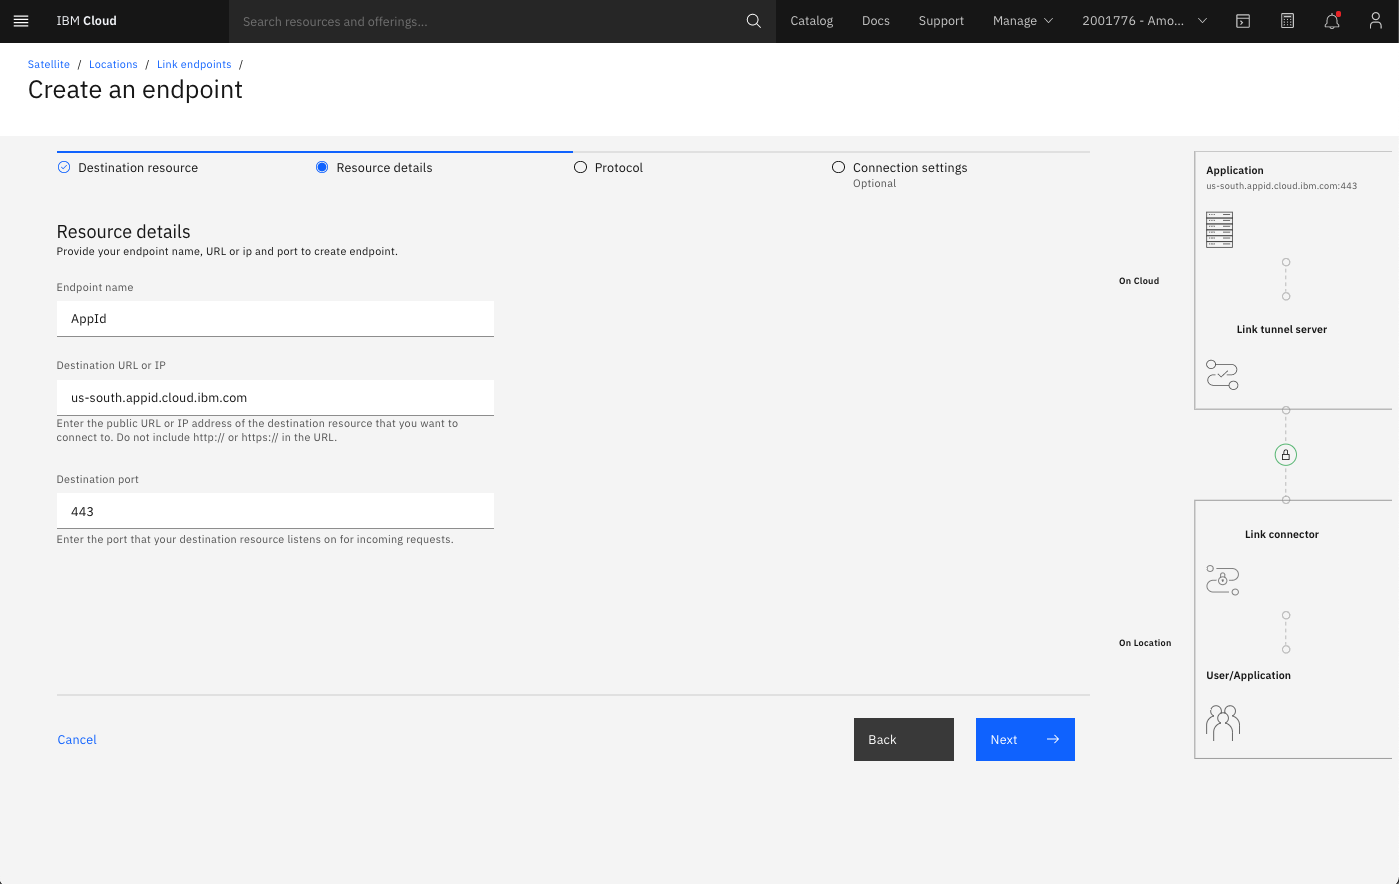 IBM Cloud
Search resources and offerings...
Catalog
Docs
Support
Manage
2001776 - Amo...
Satellite / Locations / Link endpoints /
Create an endpoint
Destination resource
Resource details
Protocol
Connection settings
Optional
Resource details
Provide your endpoint name, URL or ip and port to create endpoint.
Endpoint name
AppId
Destination URL or IP
us-south.appid.cloud.ibm.com
Enter the public URL or IP address of the destination resource that you want to
connect to. Do not include http:// or https:// in the URL.
Destination port
443
Enter the port that your destination resource listens on for incoming requests.
Cancel
Back
Next
On Cloud
Application
us-south.appid.cloud.ibm.com:443
Link tunnel server
On Location
Link connector
User/Application